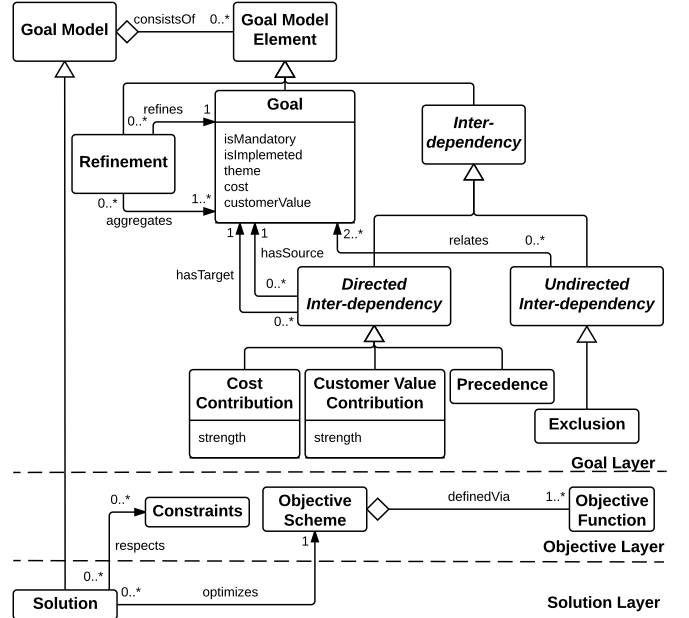 Goal Model
consistsOf
0..*
Goal Model
Element
refines
1
0..*
Refinement
0..*
aggregates
1..*
Goal
isMandatory
isImplemeted
theme
cost
customerValue
Inter-
dependency
1
1
2..*
hasSource
hasTarget
relates
0..*
0..*
0..*
Directed
Inter-dependency
Undirected
Inter-dependency
Cost
Contribution
strength
Customer Value
Contribution
strength
Precedence
Exclusion
Goal Layer
0..*
Constraints
Objective
Scheme
definedVia
1..*
Objective
Function
1
respects
Objective Layer
0..*
0..*
optimizes
Solution
Solution Layer